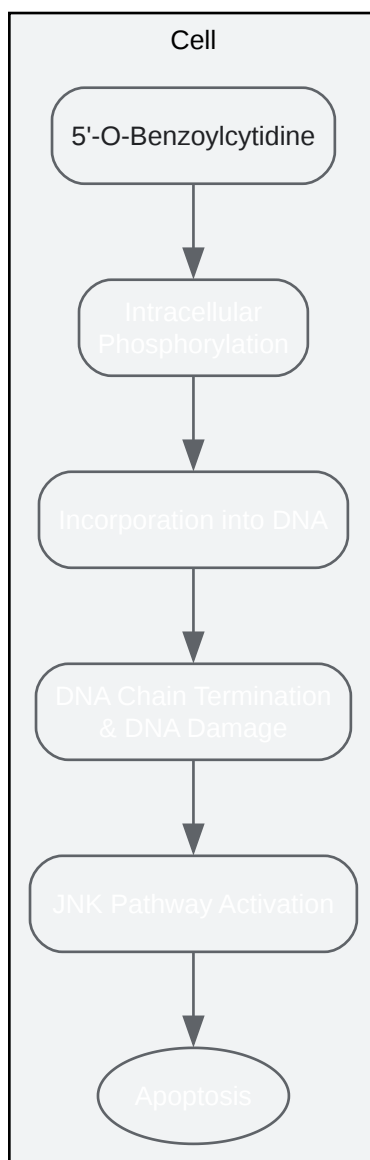 Cell
5'-O-Benzoylcytidine
Intracellular
Phosphorylation
Incorporation into DNA
DNA Chain Termination
& DNA Damage
JNK Pathway Activation
Apoptosis